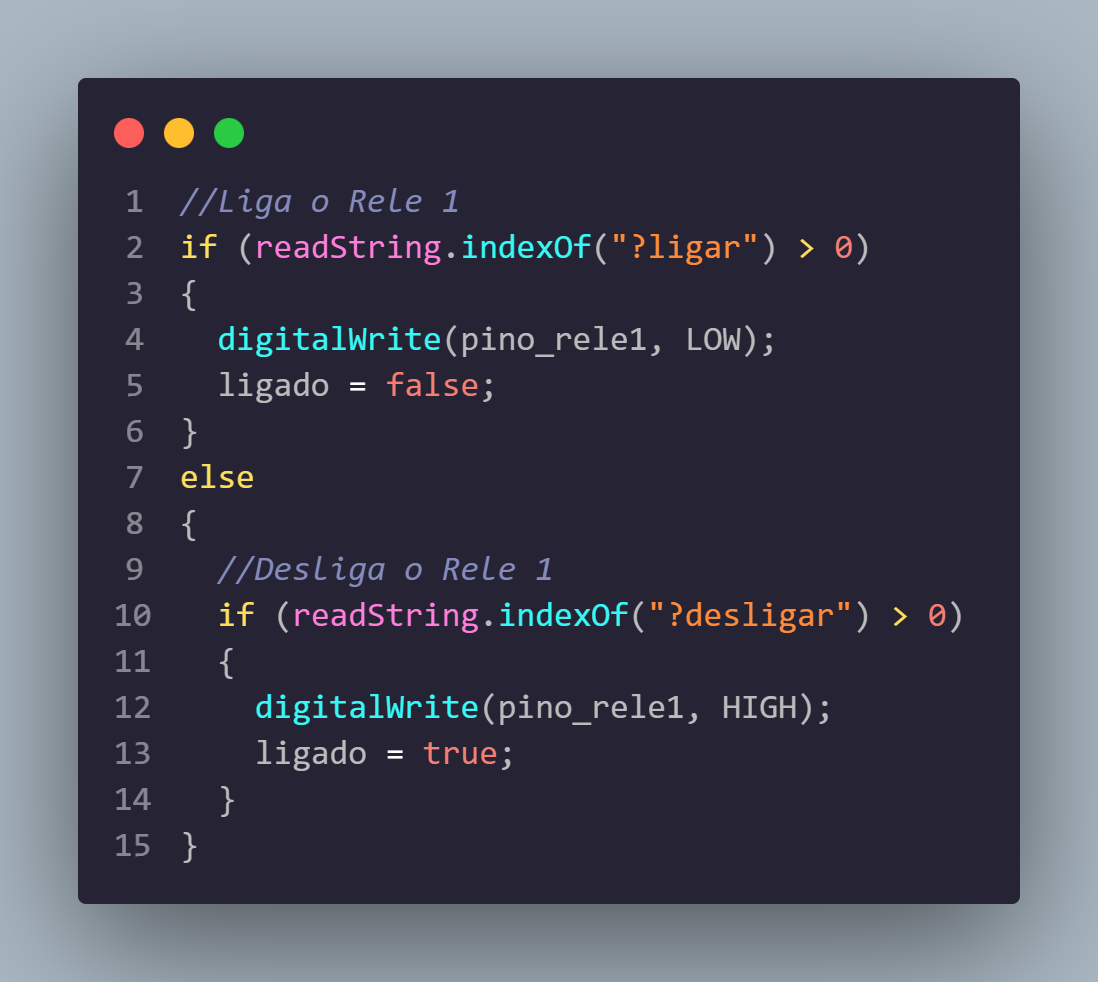 1 //Liga o Rele 1
2 if (readString.indexOf("?ligar") > 0)
3 {
4   digitalWrite(pino_rele1, LOW);
5   ligado = false;
6 }
7 else
8 {
9   //Desliga o Rele 1
10   if (readString.indexOf("?desligar") > 0)
11   {
12     digitalWrite(pino_rele1, HIGH);
13     ligado = true;
14   }
15 }